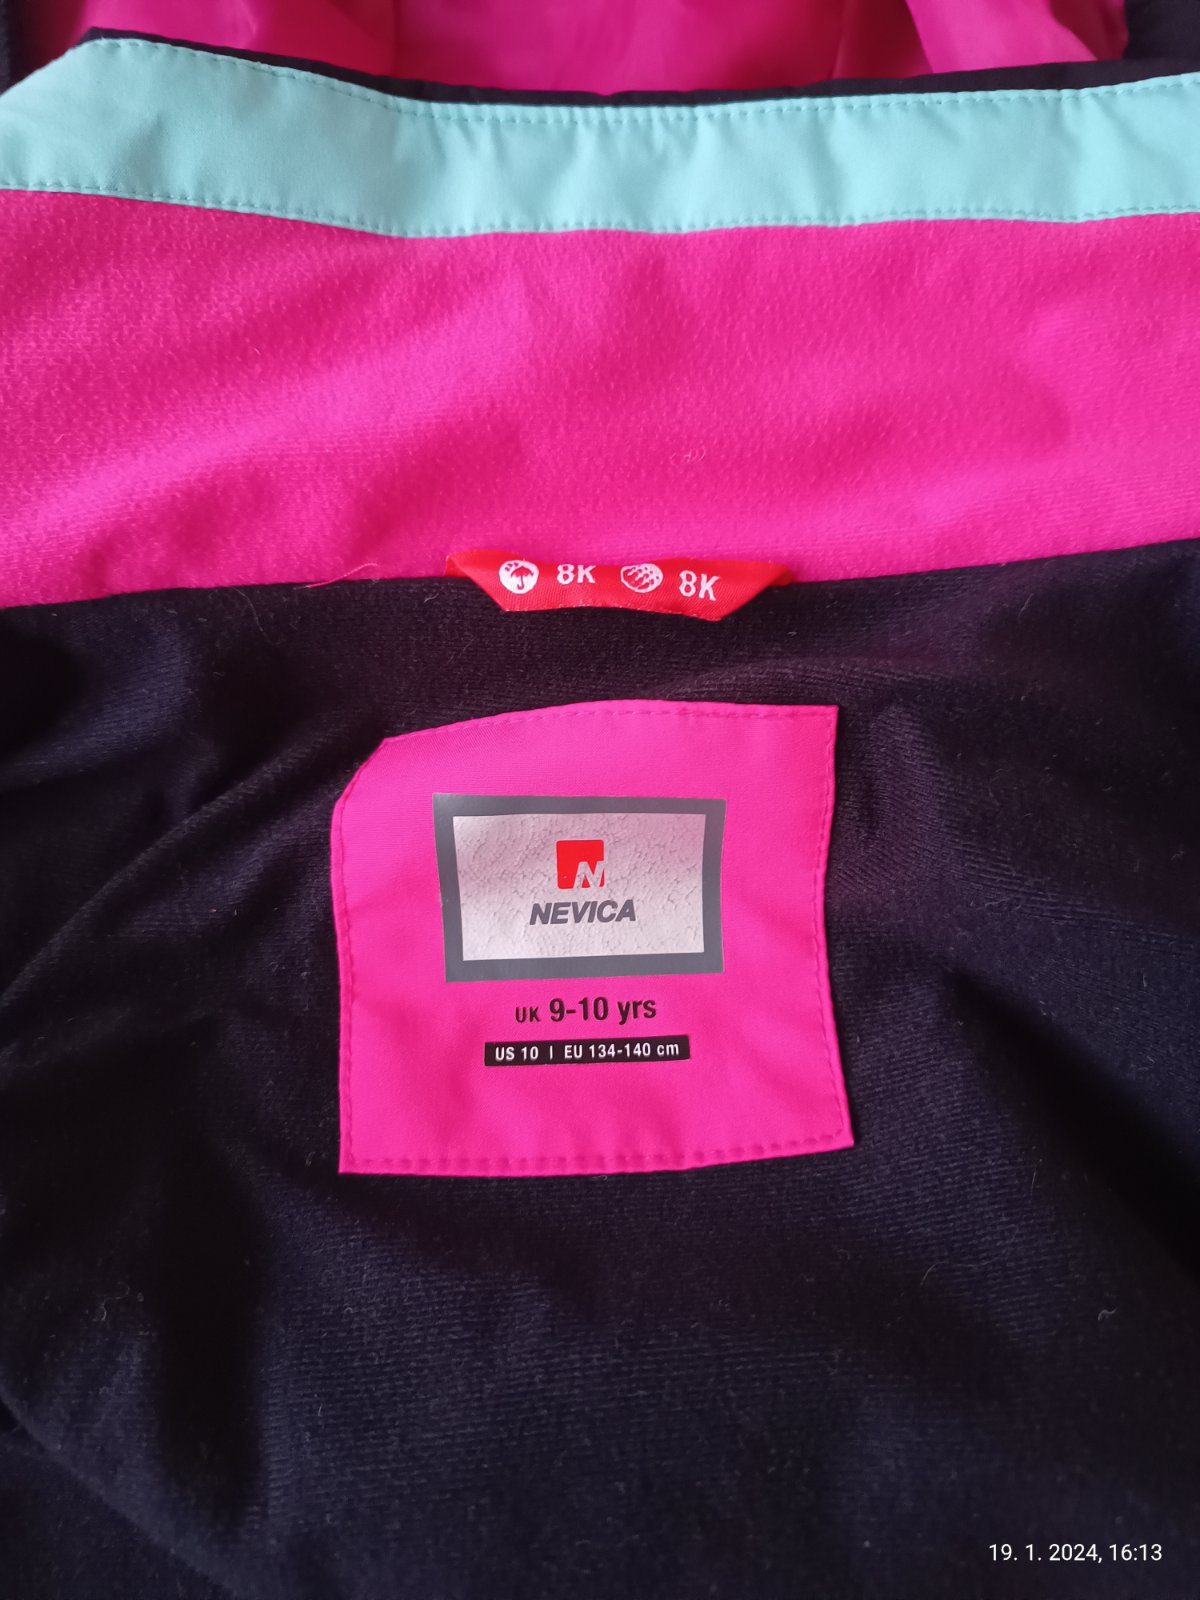 8K 8K
N
NEVICA
UK 9-10 yrs
US 10 | EU 134-140 cm
19. 1. 2024, 16:13